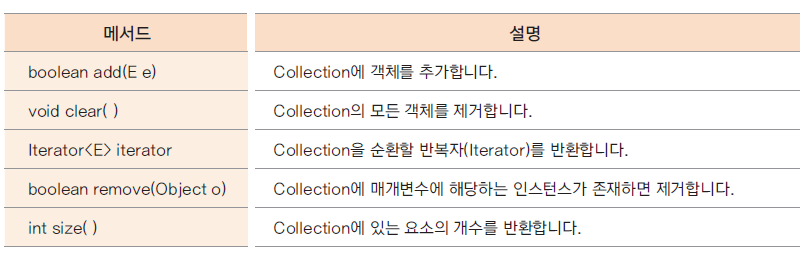 메서드 설명
boolean add(E e) Collection에 객체를 추가합니다.
void clear( ) Collection의 모든 객체를 제거합니다.
Iterator<E> iterator Collection을 순환할 반복자(Iterator)를 반환합니다.
boolean remove(Object o) Collection에 매개변수에 해당하는 인스턴스가 존재하면 제거합니다.
int size( ) Collection에 있는 요소의 개수를 반환합니다.